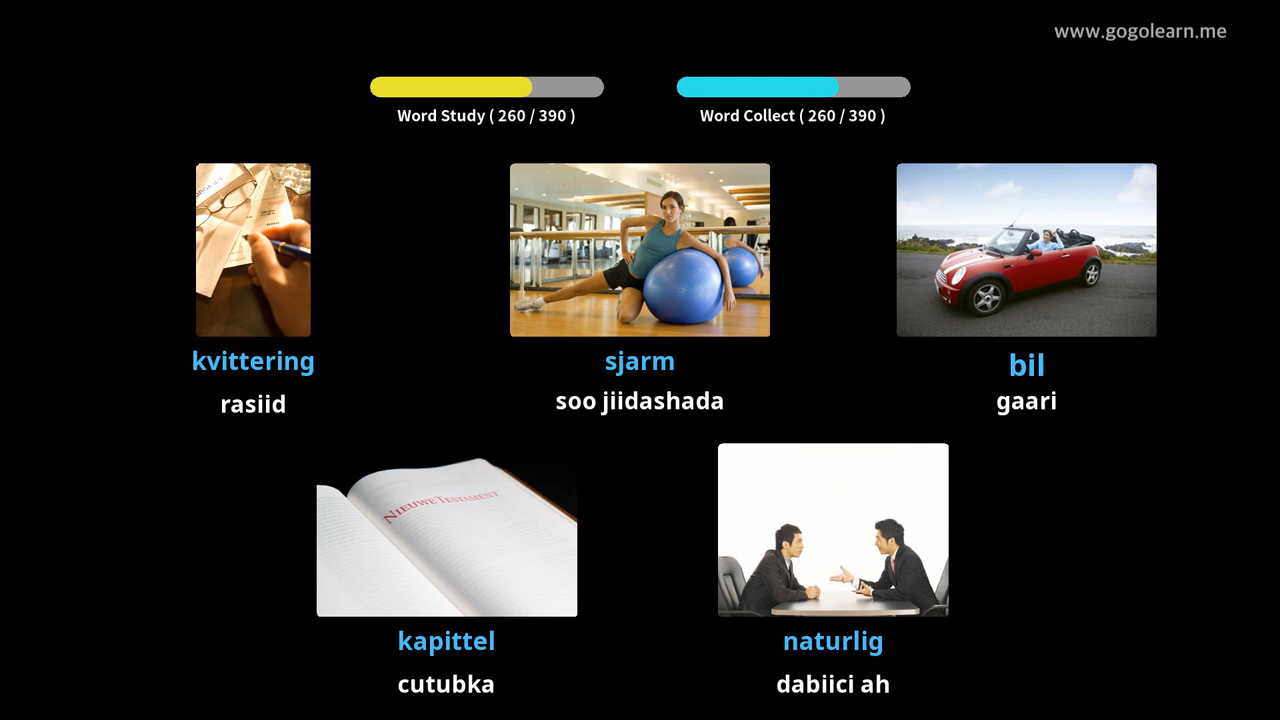 www.gogolearn.me
Word Study ( 260 / 390 )
Word Collect ( 260 / 390 )
kvittering
rasiid
sjarm
soo jiidashada
bil
gaari
NIEUWE TESTAMENT
kapittel
cutubka
naturlig
dabiici ah